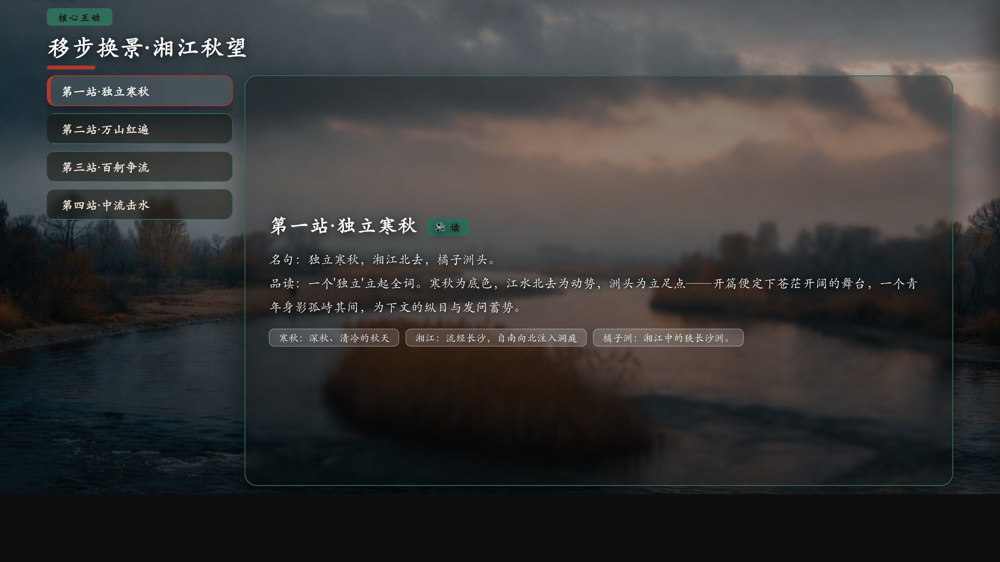 核心互动
移步换景·湘江秋望
第一站·独立寒秋
第二站·万山红遍
第三站·百舸争流
第四站·中流击水
第一站·独立寒秋
读
名句：独立寒秋，湘江北去，橘子洲头。
品读：一个'独立'立起全词。寒秋为底色，江水北去为动势，洲头为立足点——开篇便定下苍茫开阔的舞台，一个青
年身影孤峙其间，为下文的纵目与发问蓄势。
寒秋：深秋、清冷的秋天
湘江：流经长沙，自南向北注入洞庭
橘子洲：湘江中的狭长沙洲。